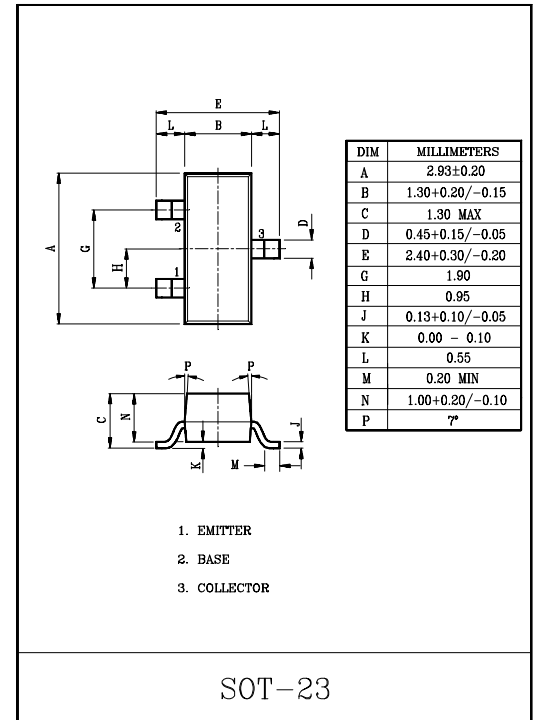 E
L B L
A G H
2
1
3
D
DIM MILLIMETERS
A 2.93±0.20
B 1.30+0.20/−0.15
C 1.30 MAX
D 0.45+0.15/−0.05
E 2.40+0.30/−0.20
G 1.90
H 0.95
J 0.13+0.10/−0.05
K 0.00 − 0.10
L 0.55
M 0.20 MIN
N 1.00+0.20/−0.10
P 7°
P P
C N K M J
1. EMITTER
2. BASE
3. COLLECTOR
SOT−23